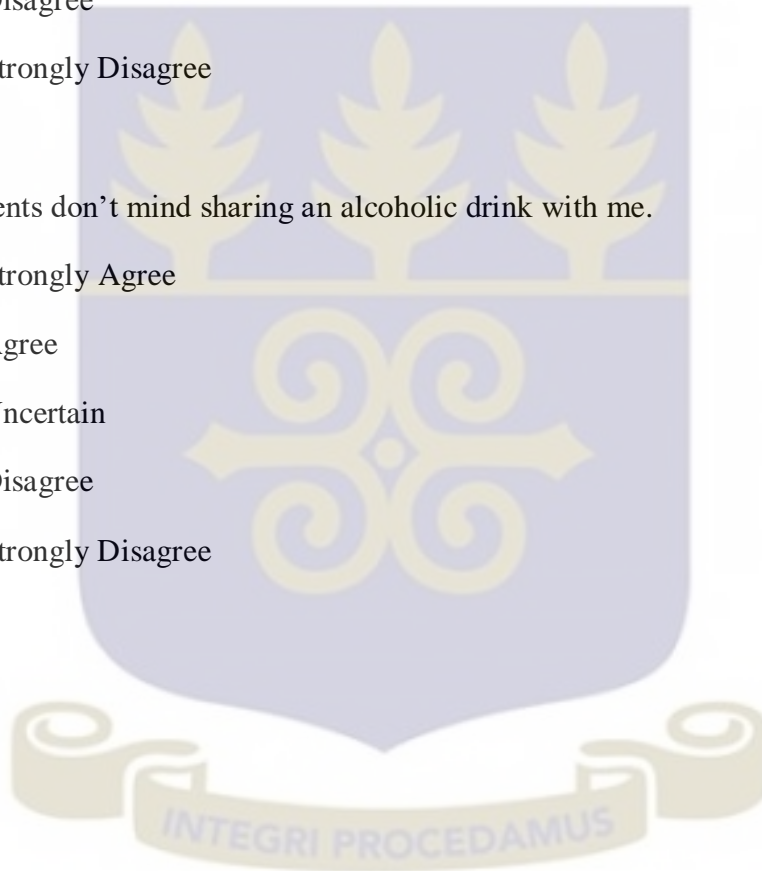 isagree
trongly Disagree
ents don’t mind sharing an alcoholic drink with me.
trongly Agree
gree
ncertain
isagree
trongly Disagree
INTEGRI PROCEDAMUS